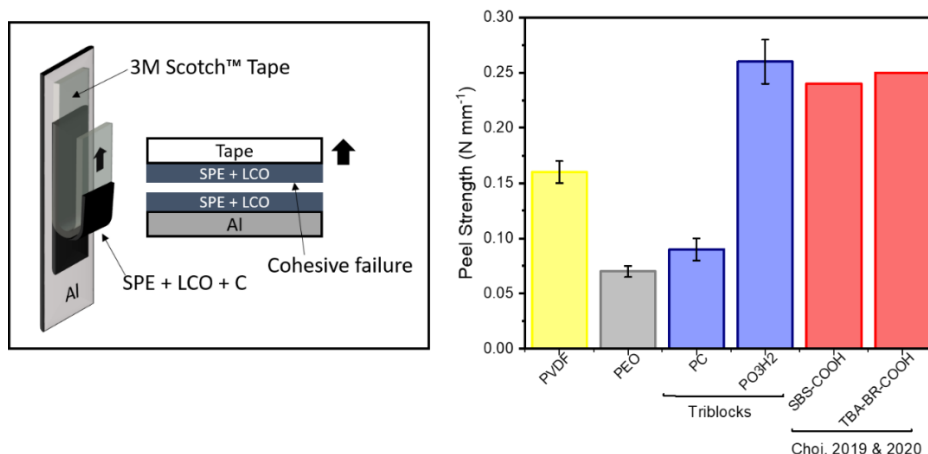 3M Scotch™ Tape
Tape
SPE + LCO
SPE + LCO
Al
Cohesive failure
SPE + LCO + C
Al
Peel Strength (N mm⁻¹)
0.30
0.25
0.20
0.15
0.10
0.05
0.00
PVDF
PEO
PC
PO3H2
SBS-COOH
TBA-BR-COOH
Triblocks
Choi, 2019 & 2020